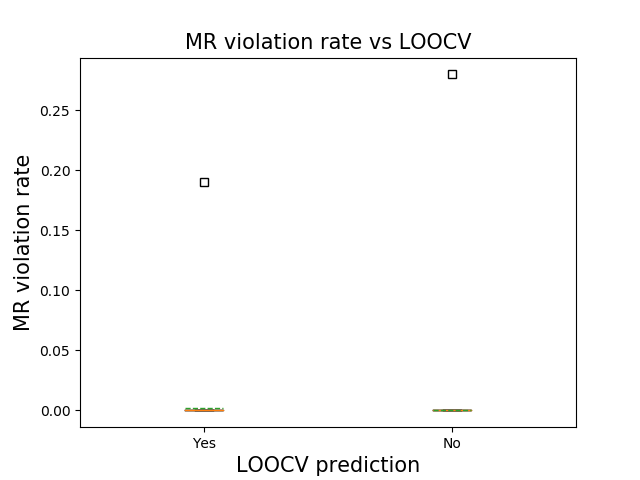 MR violation rate vs LOOCV
MR violation rate
0.25
0.20
0.15
0.10
0.05
0.00
Yes
No
LOOCV prediction